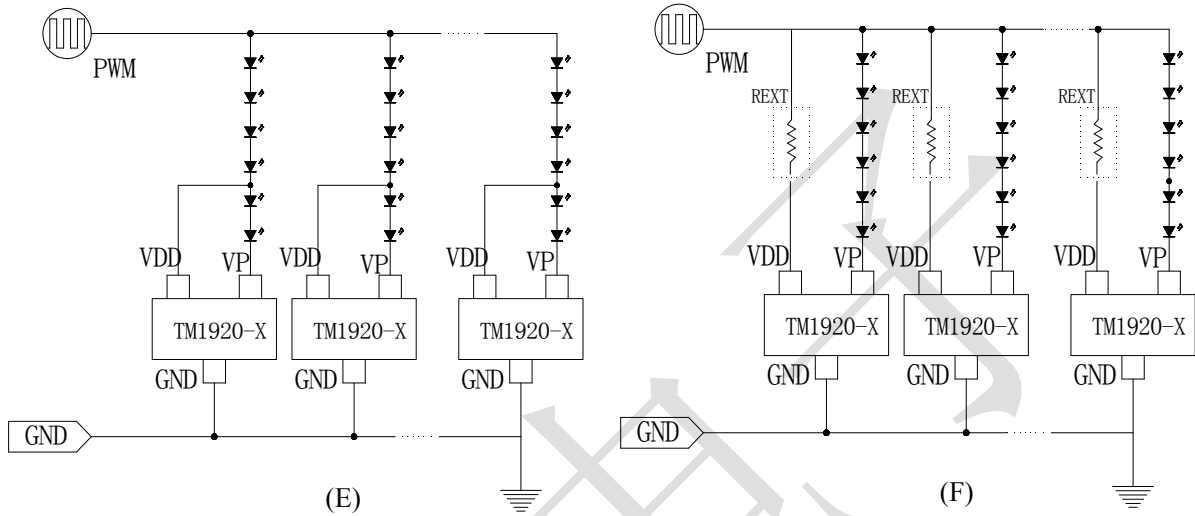 PWM
VDD VP VDD VP VDD VP
TM1920-X TM1920-X TM1920-X
GND GND GND
GND
(E)
PWM
REXT REXT REXT
VDD VP VDD VP VDD VP
TM1920-X TM1920-X TM1920-X
GND GND GND
GND
(F)